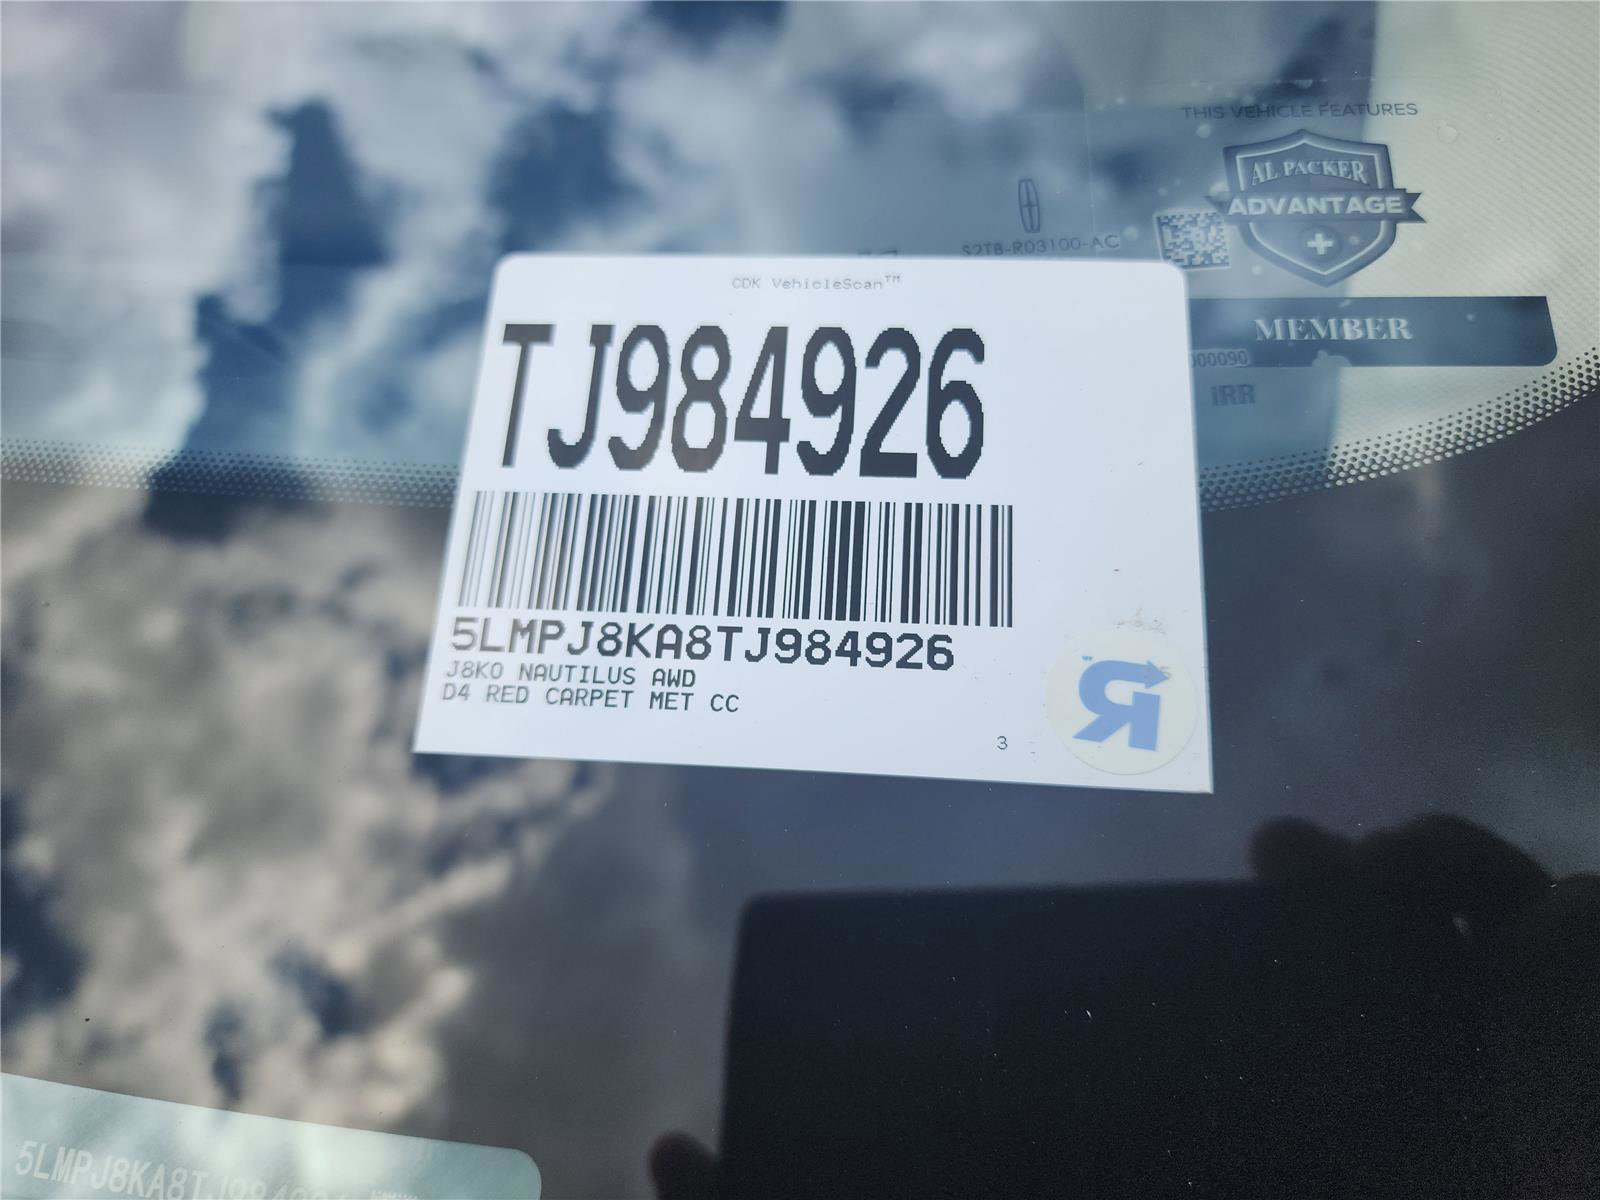 THIS VEHICLE FEATURES
AL PACKER
ADVANTAGE
MEMBER
S2TB-R03100-AC
000090
iRR
CDK VehicleScan™
TJ984926
5LMPJ8KA8TJ984926
J8K0 NAUTILUS AWD
D4 RED CARPET MET CC
3
R